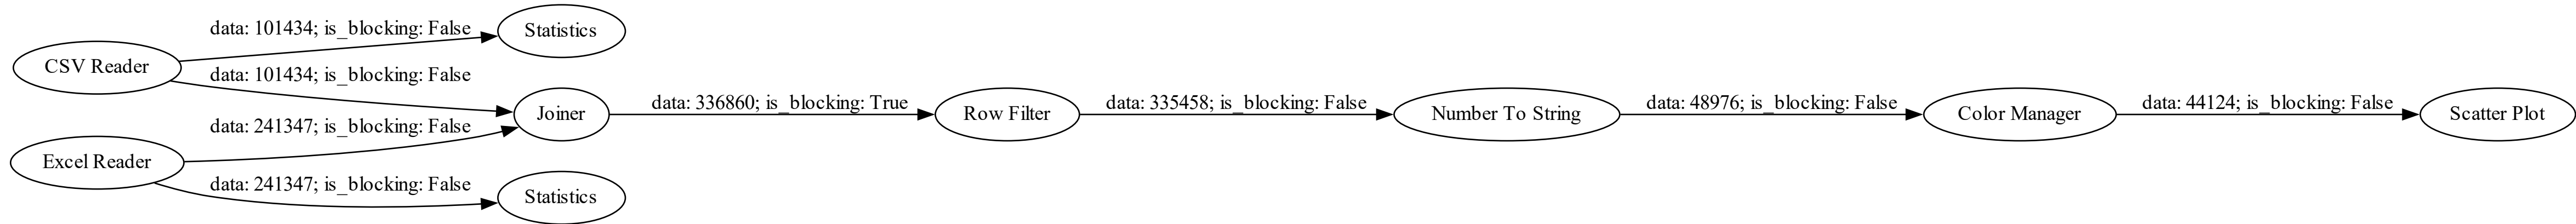 CSV Reader
data: 101434; is_blocking: False
Statistics
data: 101434; is_blocking: False
Excel Reader
data: 241347; is_blocking: False
Joiner
data: 241347; is_blocking: False
Statistics
data: 336860; is_blocking: True
Row Filter
data: 335458; is_blocking: False
Number To String
data: 48976; is_blocking: False
Color Manager
data: 44124; is_blocking: False
Scatter Plot